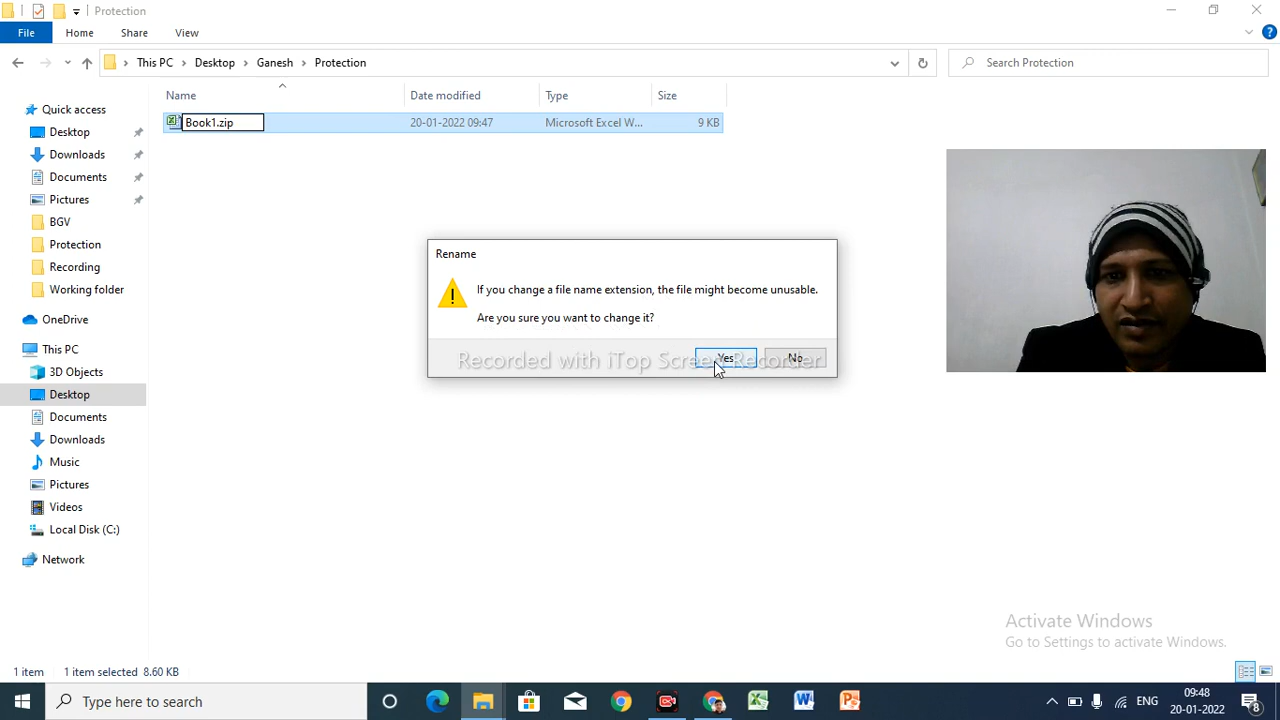 Protection
File Home Share View
This PC Desktop Ganesh Protection
Search Protection
Name Date modified Type Size
Book1.zip 20-01-2022 09:47 Microsoft Excel W... 9 KB
Quick access
Desktop
Downloads
Documents
Pictures
BGV
Protection
Recording
Working folder
OneDrive
This PC
3D Objects
Desktop
Documents
Downloads
Music
Pictures
Videos
Local Disk (C:)
Network
Rename
If you change a file name extension, the file might become unusable.
Are you sure you want to change it?
Yes No
Recorded with iTop Screen Recorder
Activate Windows
Go to Settings to activate Windows.
1 item 1 item selected 8.60 KB
Type here to search
ENG
09:48
20-01-2022
8